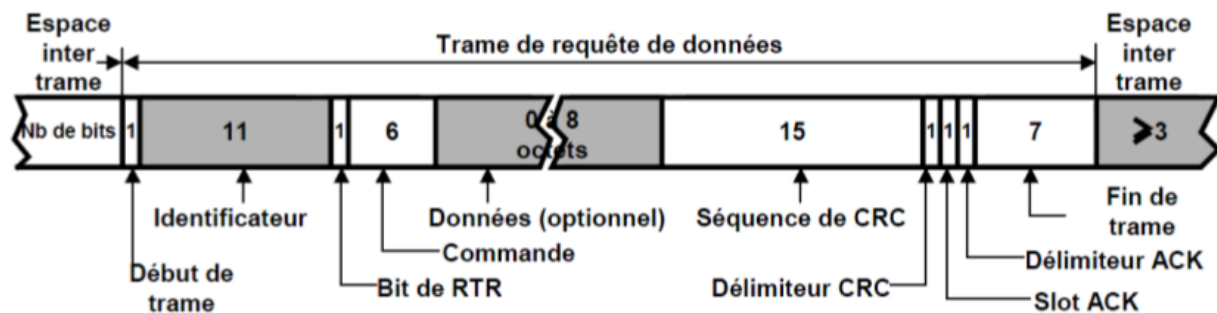 Espace
inter
trame
Trame de requête de données
Espace
inter
trame
Nb de bits
1
11
1
6
0 à 8
octets
15
1
1
1
7
⩾3
Identificateur
Données (optionnel)
Séquence de CRC
Fin de
trame
Commande
Début de
trame
Bit de RTR
Délimiteur CRC
Délimiteur ACK
Slot ACK